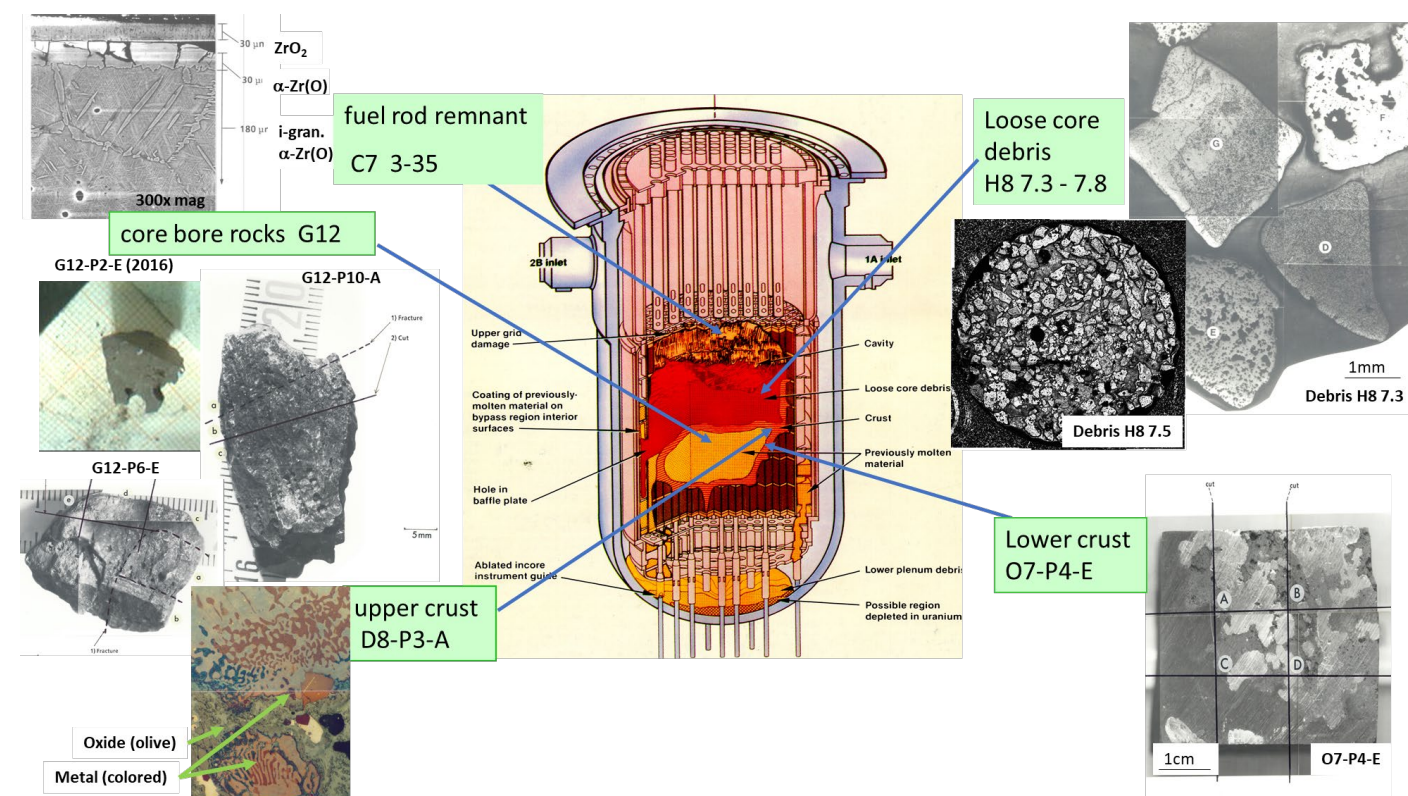 30 µm
ZrO₂
30 µ
α-Zr(O)
180 µ
i-gran.
α-Zr(O)
300x mag
fuel rod remnant
C7 3-35
core bore rocks G12
G12-P2-E (2016)
G12-P10-A
1) Fracture
2) Cut
a
b
c
20
16
5mm
G12-P6-E
e
d
c
a
b
1) Fracture
upper crust
D8-P3-A
Oxide (olive)
Metal (colored)
2B inlet
1A inlet
Upper grid
damage
Coating of previously-
molten material on
bypass region interior
surfaces
Hole in
baffle plate
Ablated incore
instrument guide
Cavity
Loose core debris
Crust
Previously molten
material
Lower plenum debris
Possible region
depleted in uranium
Loose core
debris
H8 7.3 - 7.8
G
F
D
E
1mm
Debris H8 7.3
Debris H8 7.5
Lower crust
O7-P4-E
cut
cut
A
B
C
D
1cm
O7-P4-E